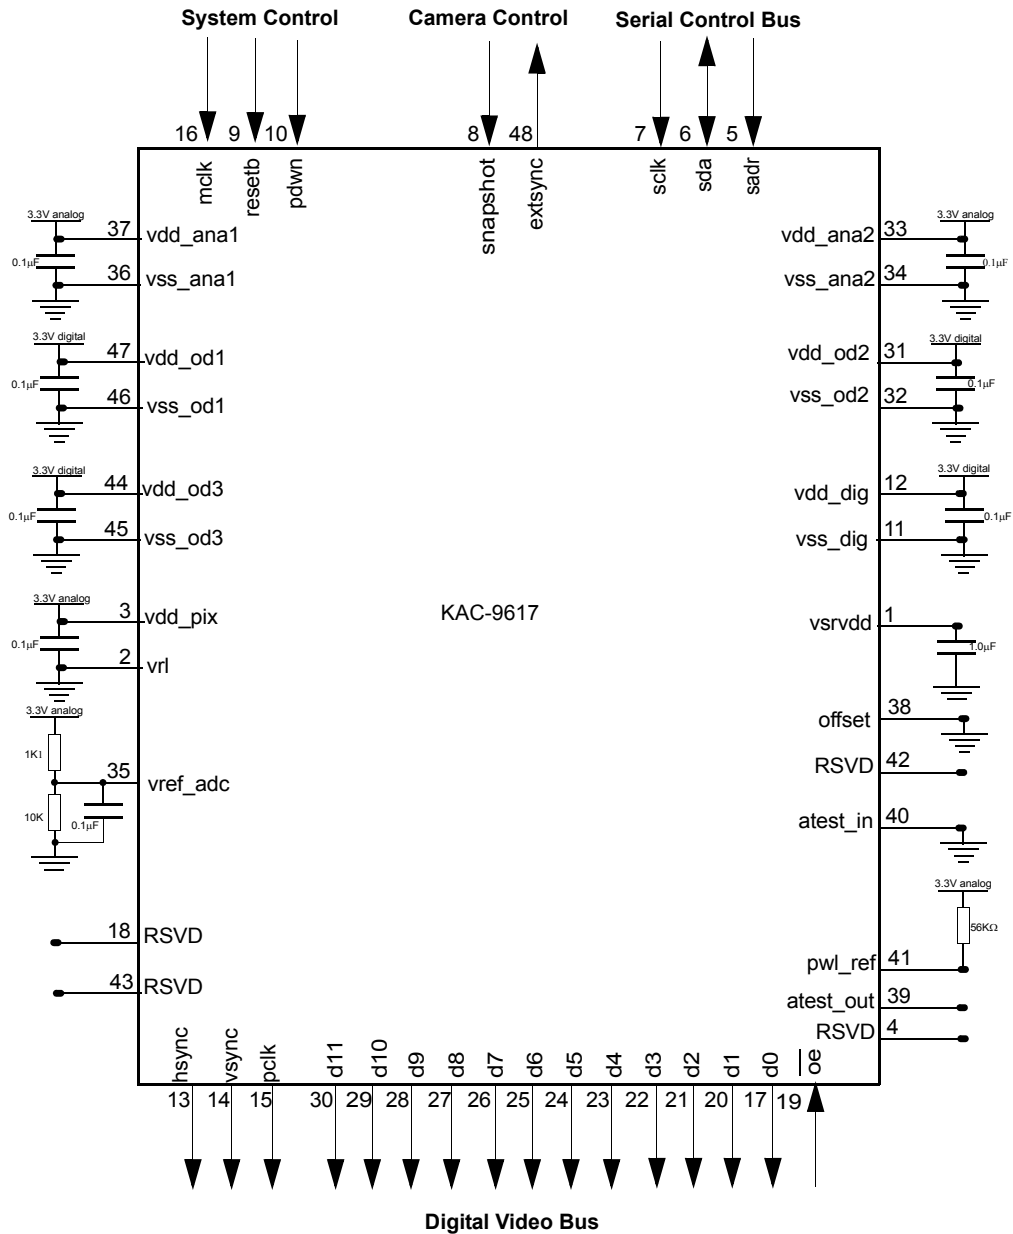 System Control Camera Control Serial Control Bus
16 9 10 8 48 7 6 5
mclk resetb pdwn snapshot extsync sclk sda sadr
3.3V analog
37 vdd_ana1
0.1µF
36 vss_ana1
3.3V digital
47 vdd_od1
0.1µF
46 vss_od1
3.3V digital
44 vdd_od3
0.1µF
45 vss_od3
3.3V analog
3 vdd_pix
0.1µF
2 vrl
3.3V analog
1K1
35 vref_adc
10K
0.1µF
18 RSVD
43 RSVD
KAC-9617
3.3V analog
vdd_ana2 33
0.1µF
vss_ana2 34
3.3V digital
vdd_od2 31
0.1µF
vss_od2 32
3.3V digital
vdd_dig 12
0.1µF
vss_dig 11
vsrvdd 1
1.0µF
offset 38
RSVD 42
atest_in 40
3.3V analog
56KΩ
pwl_ref 41
atest_out 39
RSVD 4
hsync vsync pclk d11 d10 d9 d8 d7 d6 d5 d4 d3 d2 d1 d0 oe
13 14 15 30 29 28 27 26 25 24 23 22 21 20 17 19
Digital Video Bus